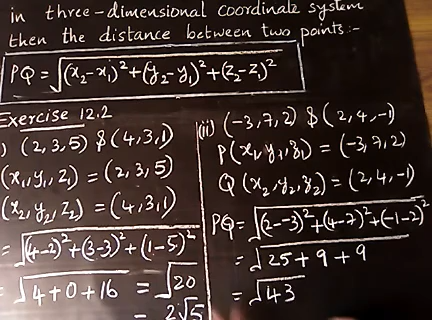 in three-dimensional coordinate system
then the distance between two points:-
PQ = √(x₂-x₁)²+(y₂-y₁)²+(z₂-z₁)²
Exercise 12.2
) (2,3,5) & (4,3,1)
(x₁,y₁,z₁) = (2,3,5)
(x₂,y₂,z₂) = (4,3,1)
= √(4-2)²+(3-3)²+(1-5)²
= √4+0+16 = √20
= 2√5
(ii) (-3,7,2) & (2,4,-1)
P(x₁,y₁,z₁) = (-3,7,2)
Q(x₂,y₂,z₂) = (2,4,-1)
PQ = √(2--3)²+(4-7)²+(-1-2)²
= √25+9+9
= √43